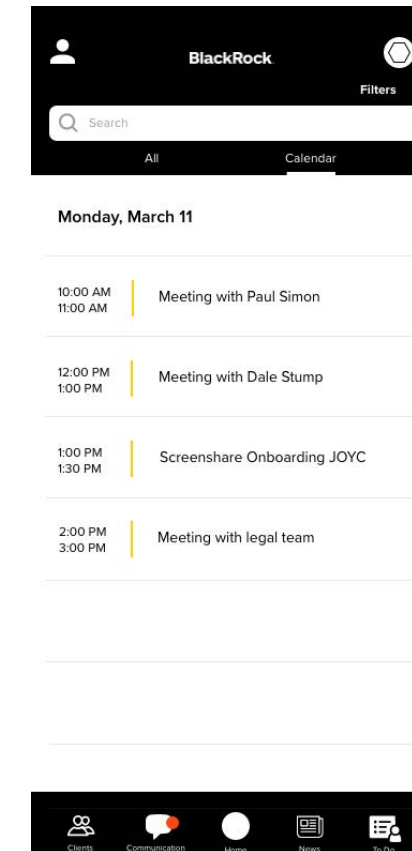 BlackRock.
Filters
Search
All Calendar
Monday, March 11
10:00 AM
11:00 AM
Meeting with Paul Simon
12:00 PM
1:00 PM
Meeting with Dale Stump
1:00 PM
1:30 PM
Screenshare Onboarding JOYC
2:00 PM
3:00 PM
Meeting with legal team
Clients Communication Home News To Do